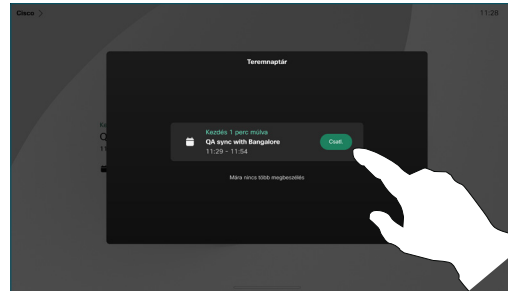 Cisco
11:28
Teremnaptár
Kezdés 1 perc múlva
QA sync with Bangalore
11:29 – 11:54
Csatl.
Mára nincs több megbeszélés